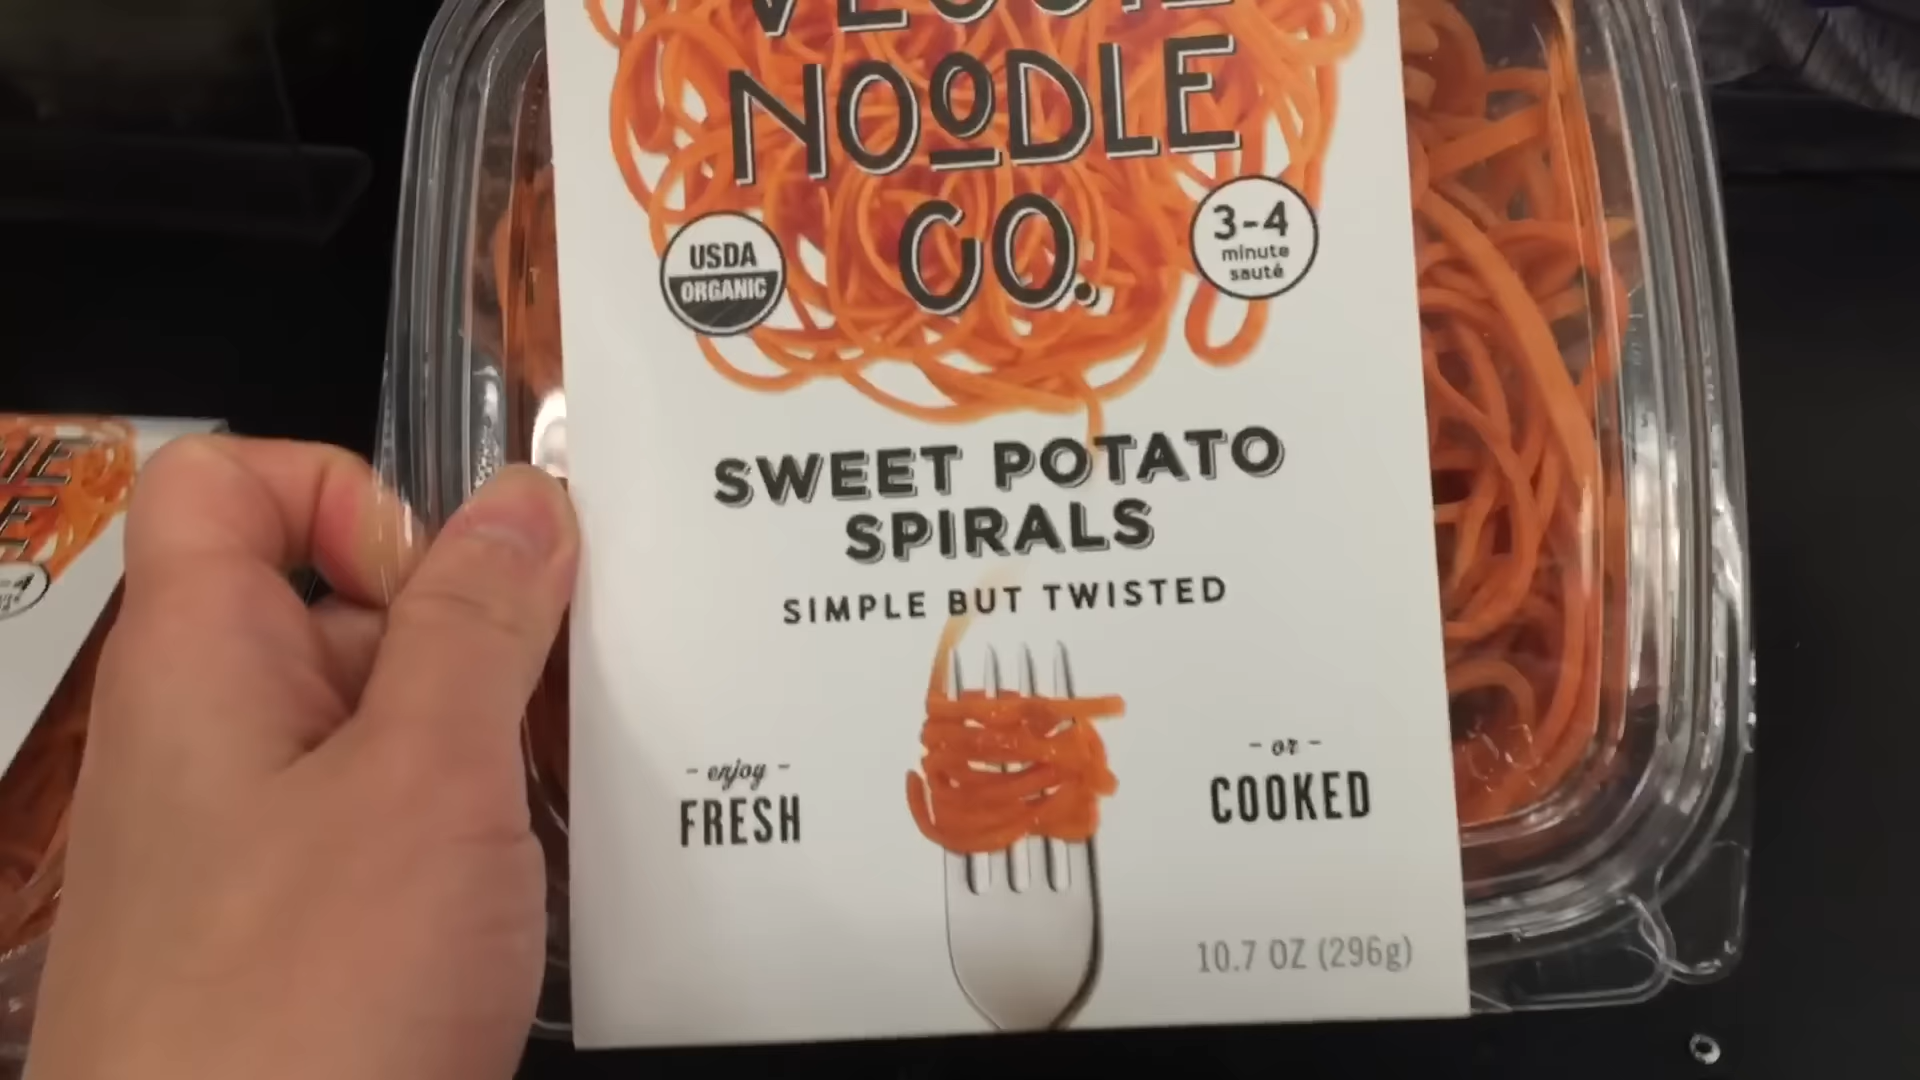 VEGGIE
NOODLE
CO.
USDA
ORGANIC
3-4
minute
sauté
SWEET POTATO
SPIRALS
SIMPLE BUT TWISTED
- enjoy -
FRESH
- or -
COOKED
10.7 OZ (296g)